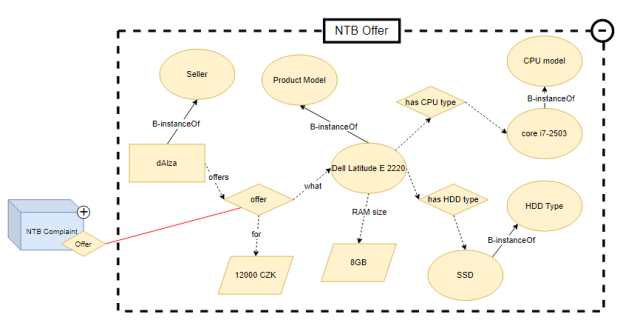 NTB Offer
Seller
Product Model
CPU model
B-instanceOf
has CPU type
B-instanceOf
B-instanceOf
core i7-2503
dAlza
offers
Dell Latitude E 2220
what
offer
has HDD type
HDD Type
RAM size
NTB Complaint
Offer
for
B-instanceOf
12000 CZK
8GB
SSD